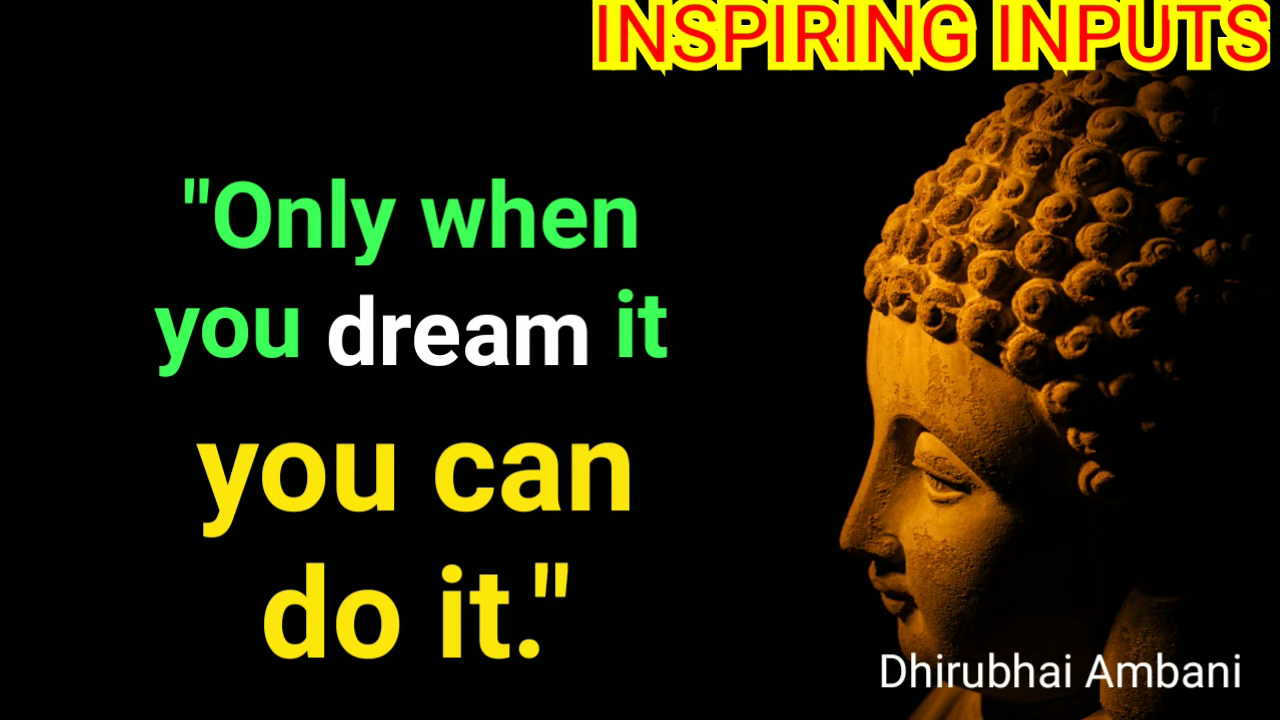 INSPIRING INPUTS
"Only when
you dream it
you can
do it."
Dhirubhai Ambani